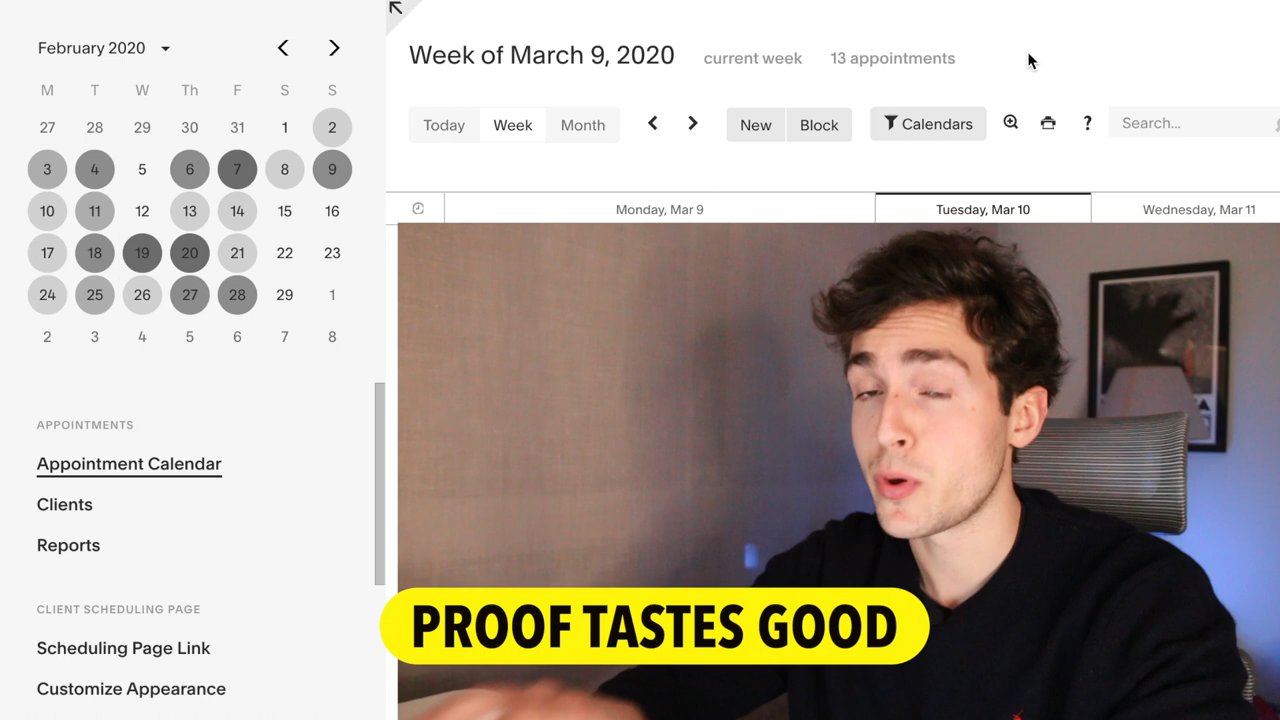 February 2020
M T W Th F S S
27 28 29 30 31 1 2
3 4 5 6 7 8 9
10 11 12 13 14 15 16
17 18 19 20 21 22 23
24 25 26 27 28 29 1
2 3 4 5 6 7 8
APPOINTMENTS
Appointment Calendar
Clients
Reports
CLIENT SCHEDULING PAGE
Scheduling Page Link
Customize Appearance
Week of March 9, 2020 current week 13 appointments
Today Week Month New Block Calendars ? Search...
Monday, Mar 9 Tuesday, Mar 10 Wednesday, Mar 11
PROOF TASTES GOOD